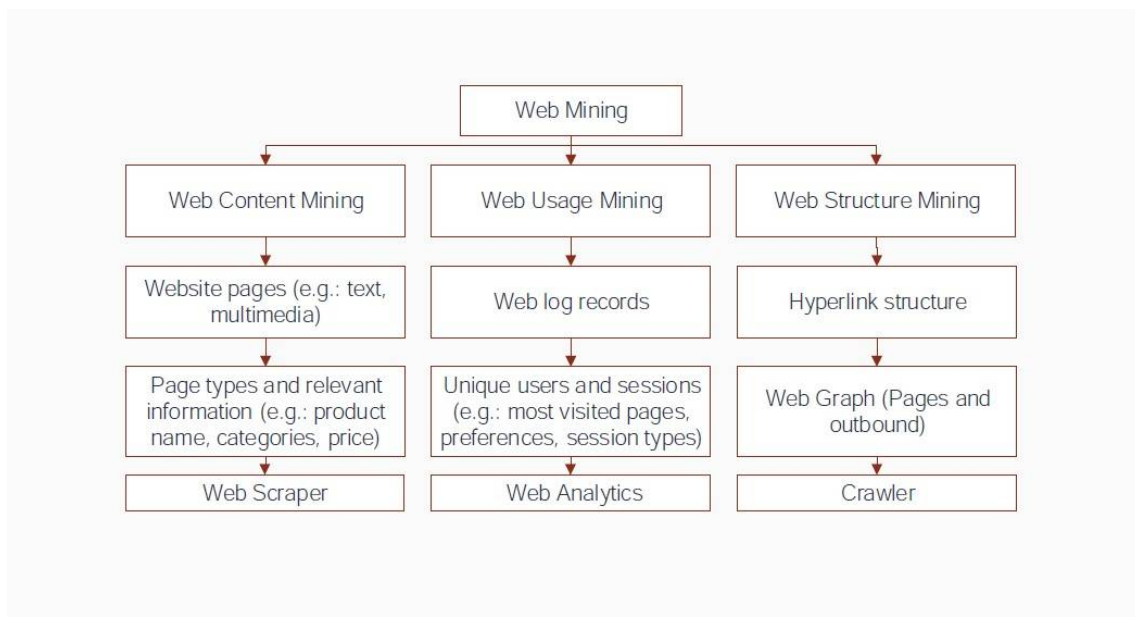 Web Mining
Web Content Mining
Web Usage Mining
Web Structure Mining
Website pages (e.g.: text,
multimedia)
Web log records
Hyperlink structure
Page types and relevant
information (e.g.: product
name, categories, price)
Unique users and sessions
(e.g.: most visited pages,
preferences, session types)
Web Graph (Pages and
outbound)
Web Scraper
Web Analytics
Crawler